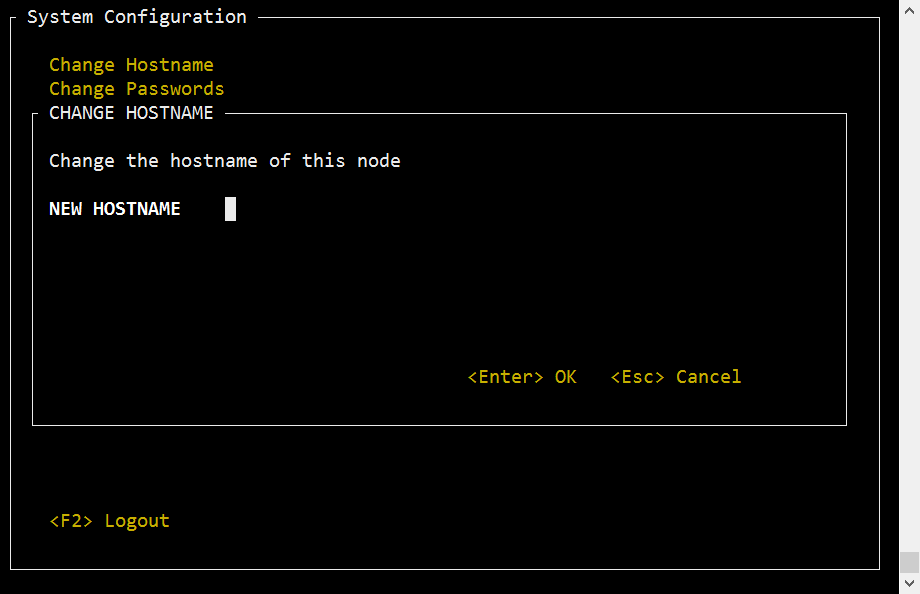 System Configuration
Change Hostname
Change Passwords
CHANGE HOSTNAME
Change the hostname of this node
NEW HOSTNAME
<Enter> OK <Esc> Cancel
<F2> Logout